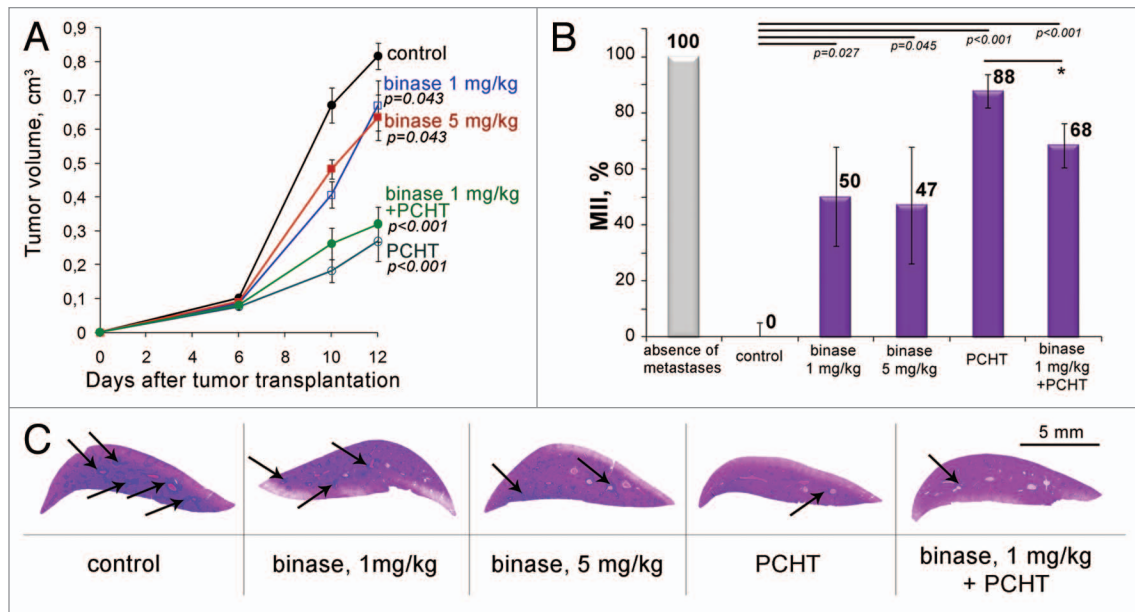 A
0,9
0,8
0,7
0,6
0,5
0,4
0,3
0,2
0,1
0
Tumor volume, cm³
control
binase 1 mg/kg
p=0.043
binase 5 mg/kg
p=0.043
binase 1 mg/kg
+PCHT
p<0.001
PCHT
p<0.001
0 2 4 6 8 10 12
Days after tumor transplantation
B
p=0.027 p=0.045 p<0.001 p<0.001
100
80
60
40
20
0
MII, %
100
0
50
47
88
*
68
absence of
metastases
control
binase
1 mg/kg
binase
5 mg/kg
PCHT
binase
1 mg/kg
+PCHT
C
5 mm
control
binase, 1mg/kg
binase, 5 mg/kg
PCHT
binase, 1 mg/kg
+ PCHT